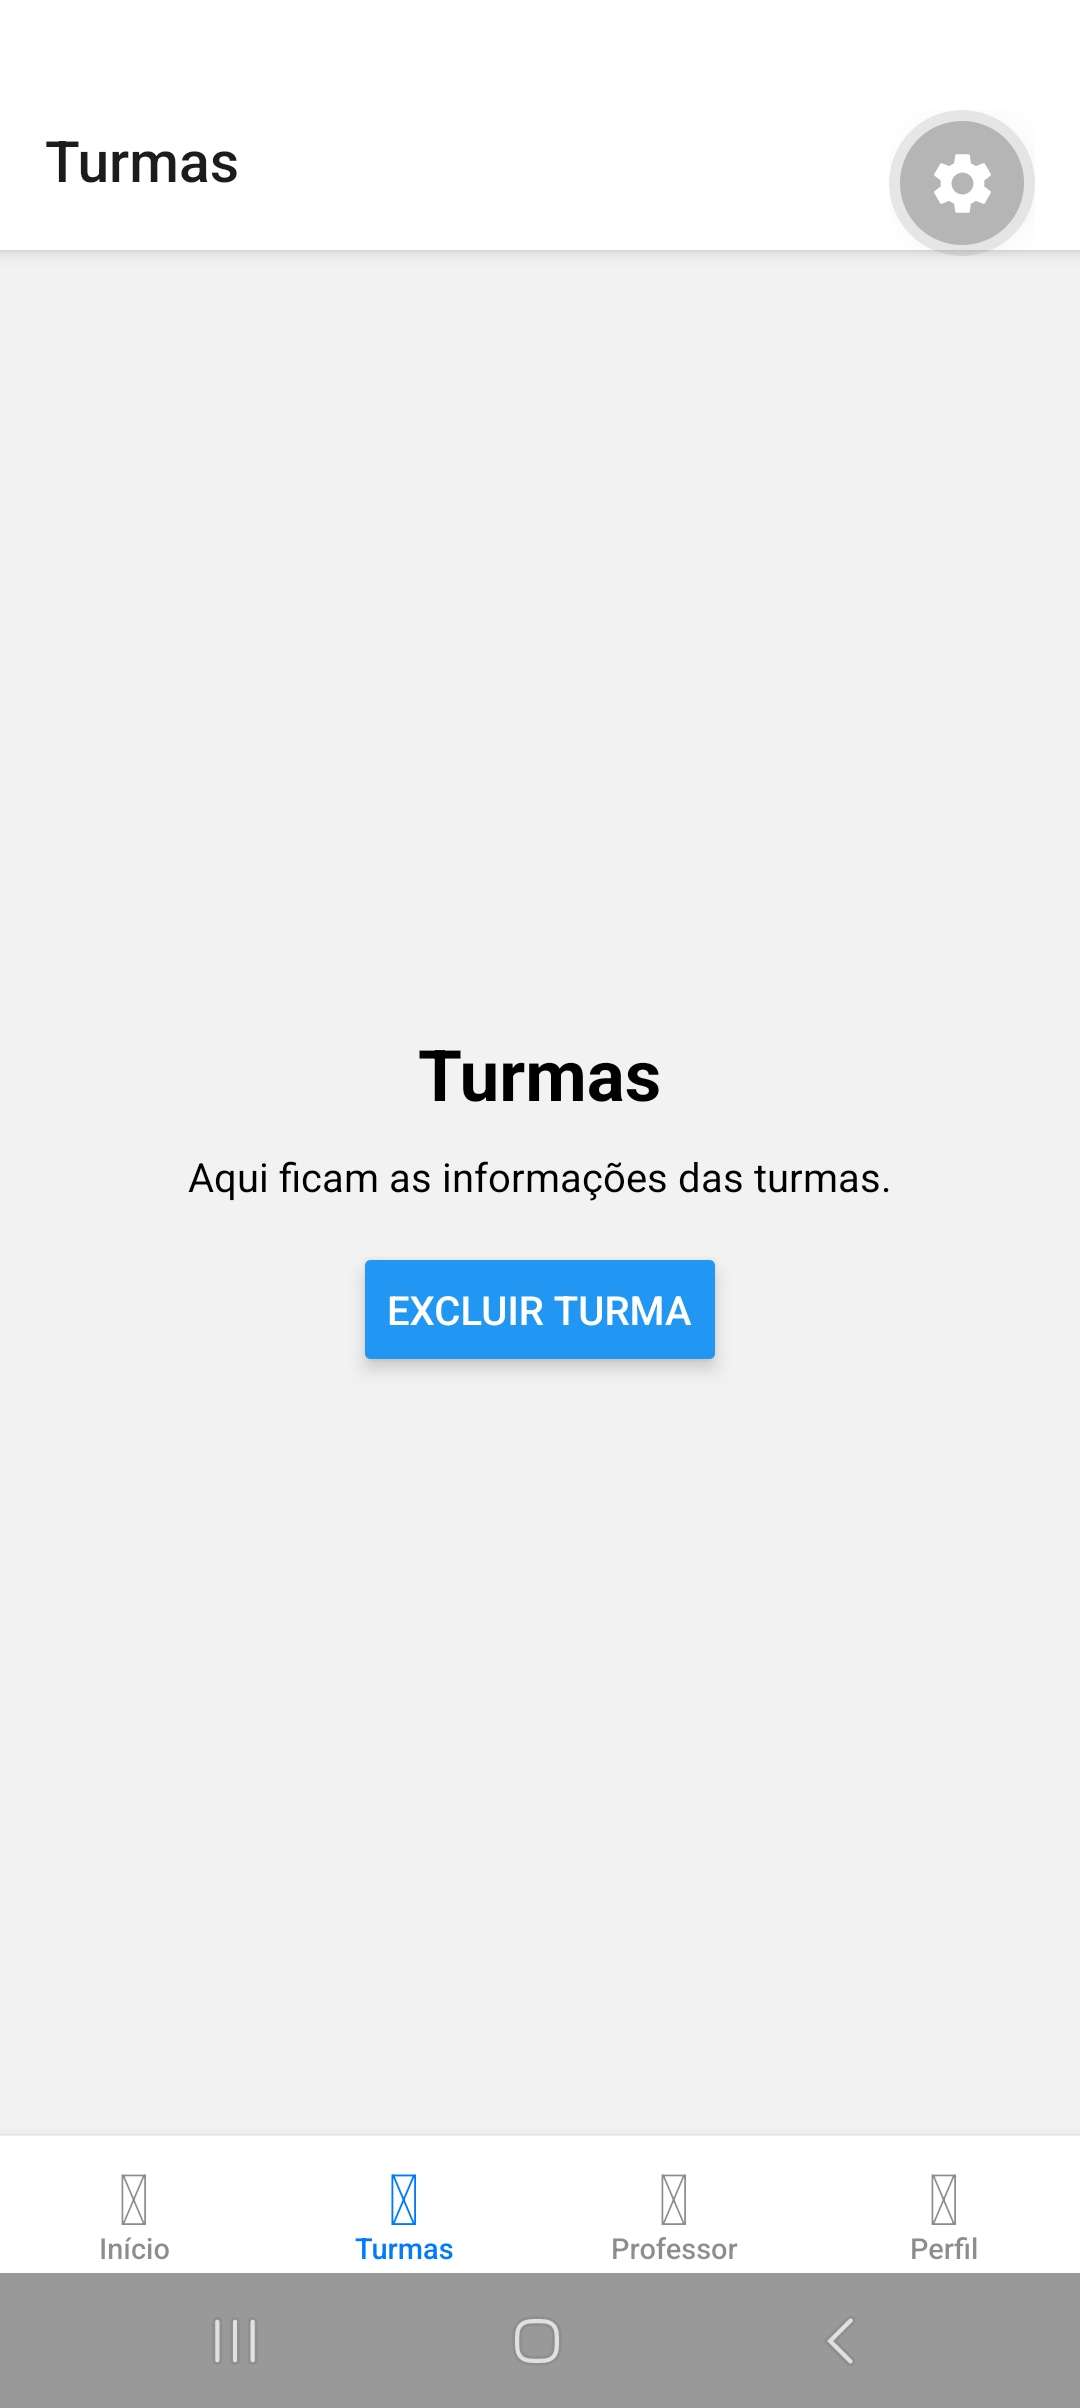 Turmas
Turmas
Aqui ficam as informações das turmas.
EXCLUIR TURMA
Início
Turmas
Professor
Perfil